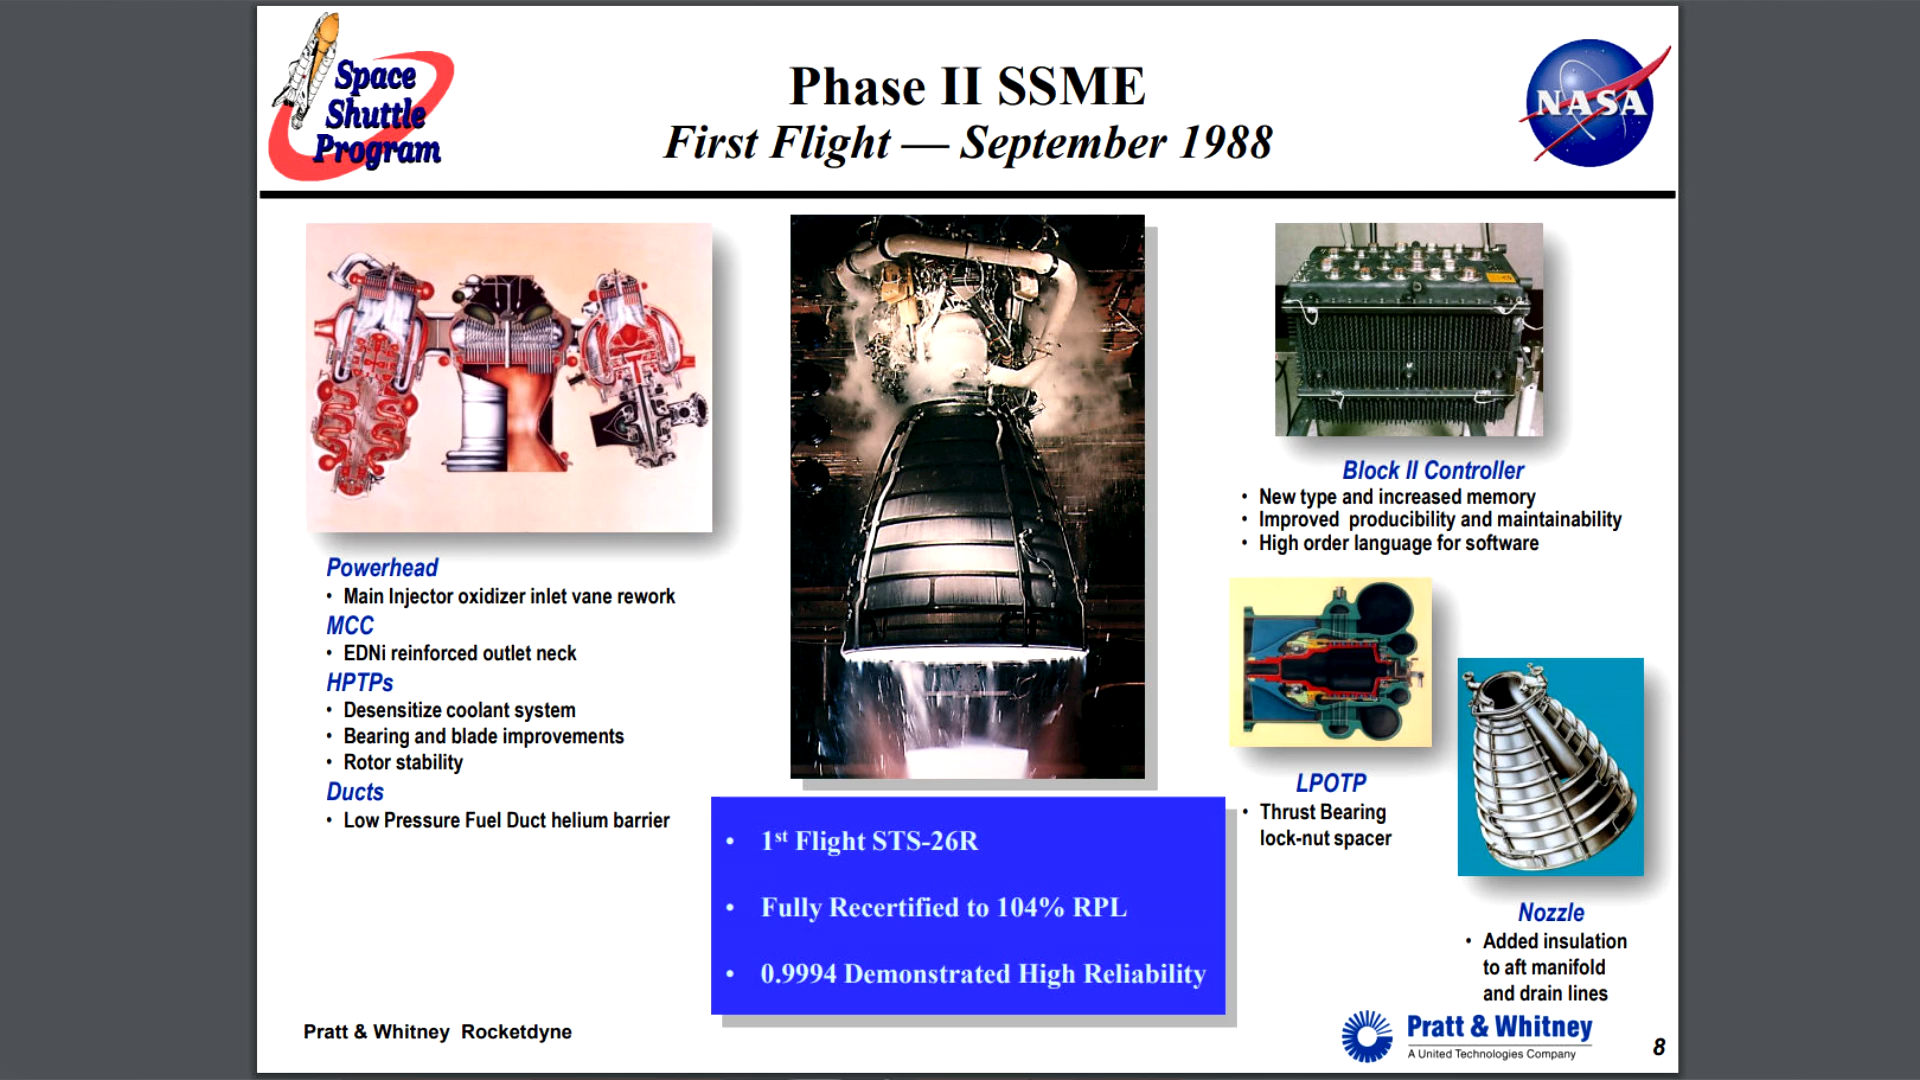 Space
Shuttle
Program
Phase II SSME
First Flight — September 1988
NASA
Powerhead
• Main Injector oxidizer inlet vane rework
MCC
• EDNi reinforced outlet neck
HPTPs
• Desensitize coolant system
• Bearing and blade improvements
• Rotor stability
Ducts
• Low Pressure Fuel Duct helium barrier
• 1st Flight STS-26R
• Fully Recertified to 104% RPL
• 0.9994 Demonstrated High Reliability
Block II Controller
• New type and increased memory
• Improved producibility and maintainability
• High order language for software
LPOTP
• Thrust Bearing
lock-nut spacer
Nozzle
• Added insulation
to aft manifold
and drain lines
Pratt & Whitney Rocketdyne
Pratt & Whitney
A United Technologies Company
8